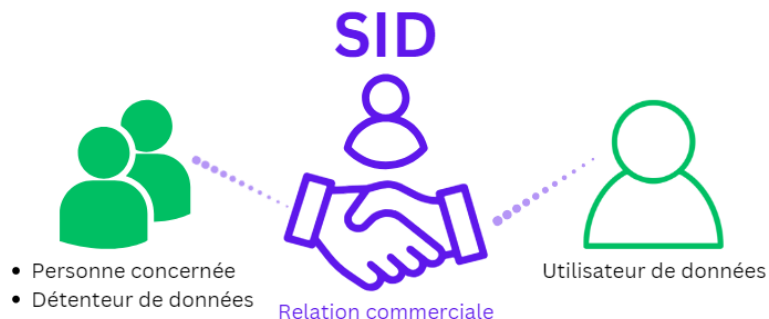 SID
• Personne concernée
• Détenteur de données
Relation commerciale
Utilisateur de données